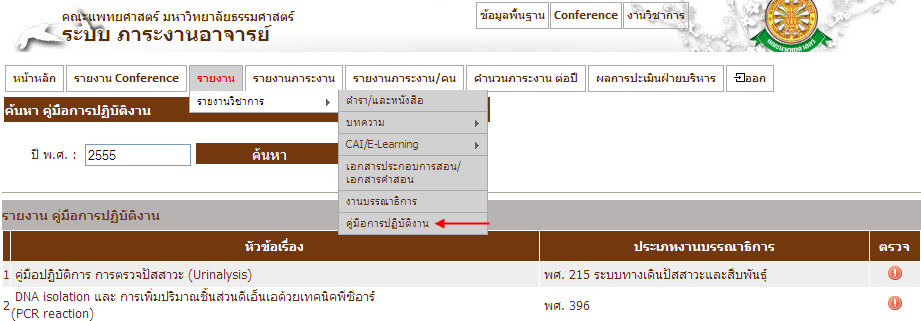 คณะแพทยศาสตร์ มหาวิทยาลัยธรรมศาสตร์
ระบบ ภาระงานอาจารย์
ข้อมูลพื้นฐาน Conference งานวิชาการ
หน้าหลัก รายงาน Conference รายงาน รายงานภาระงาน รายงานภาระงาน/คน คำนวนภาระงาน ต่อปี ผลการประเมินฝ่ายบริหาร ออก
รายงานวิชาการ
ตำรา/และหนังสือ
บทความ
CAI/E-Learning
เอกสารประกอบการสอน/
เอกสารคำสอน
งานบรรณาธิการ
คู่มือการปฏิบัติงาน
ค้นหา คู่มือการปฏิบัติงาน
ปี พ.ศ. : 2555 ค้นหา
รายงาน คู่มือการปฏิบัติงาน
หัวข้อเรื่อง ประเภทงานบรรณาธิการ ตรวจ
1 คู่มือปฏิบัติการ การตรวจปัสสาวะ (Urinalysis) พศ. 215 ระบบทางเดินปัสสาวะและสืบพันธุ์
2 DNA isolation และ การเพิ่มปริมาณชิ้นส่วนดีเอ็นเอด้วยเทคนิคพีซีอาร์
(PCR reaction) พศ. 396